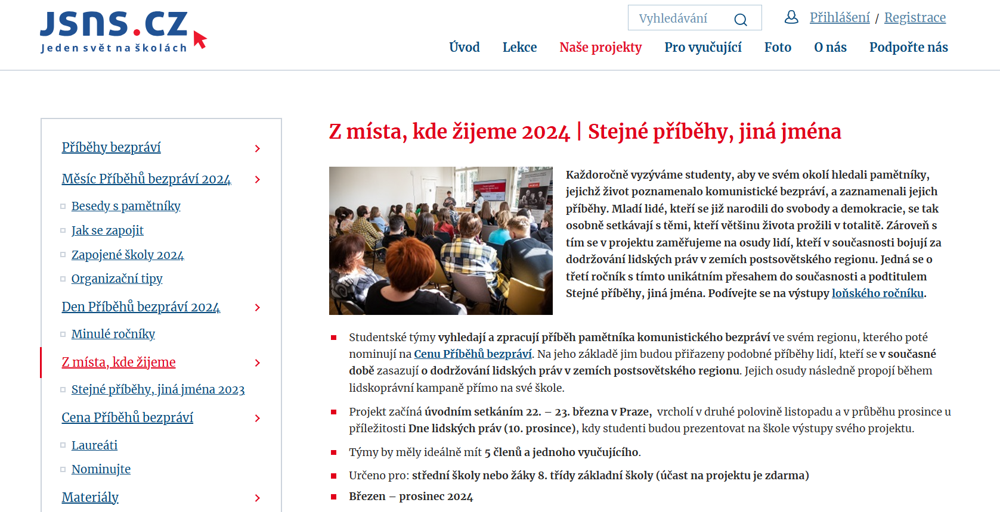 jsns.cz
Jeden svět na školách
Vyhledávání
Přihlášení / Registrace
Úvod Lekce Naše projekty Pro vyučující Foto O nás Podpořte nás
Příběhy bezpráví
Měsíc Příběhů bezpráví 2024
Besedy s pamětníky
Jak se zapojit
Zapojené školy 2024
Organizační tipy
Den Příběhů bezpráví 2024
Minulé ročníky
Z místa, kde žijeme
Stejné příběhy, jiná jména 2023
Cena Příběhů bezpráví
Laureáti
Nominujte
Materiály
Z místa, kde žijeme 2024 | Stejné příběhy, jiná jména
Každoročně vyzýváme studenty, aby ve svém okolí hledali pamětníky,
jejichž život poznamenalo komunistické bezpráví, a zaznamenali jejich
příběhy. Mladí lidé, kteří se již narodili do svobody a demokracie, se tak
osobně setkávají s těmi, kteří většinu života prožili v totalitě. Zároveň s
tím se v projektu zaměřujeme na osudy lidí, kteří v současnosti bojují za
dodržování lidských práv v zemích postsovětského regionu. Jedná se o
třetí ročník s tímto unikátním přesahem do současnosti a podtitulem
Stejné příběhy, jiná jména. Podívejte se na výstupy loňského ročníku.
Studentské týmy vyhledají a zpracují příběh pamětníka komunistického bezpráví ve svém regionu, kterého poté
nominují na Cenu Příběhů bezpráví. Na jeho základě jim budou přiřazeny podobné příběhy lidí, kteří se v současné
době zasazují o dodržování lidských práv v zemích postsovětského regionu. Jejich osudy následně propojí během
lidskoprávní kampaně přímo na své škole.
Projekt začíná úvodním setkáním 22. – 23. března v Praze, vrcholí v druhé polovině listopadu a v průběhu prosince u
příležitosti Dne lidských práv (10. prosince), kdy studenti budou prezentovat na škole výstupy svého projektu.
Týmy by měly ideálně mít 5 členů a jednoho vyučujícího.
Určeno pro: střední školy nebo žáky 8. třídy základní školy (účast na projektu je zdarma)
Březen – prosinec 2024